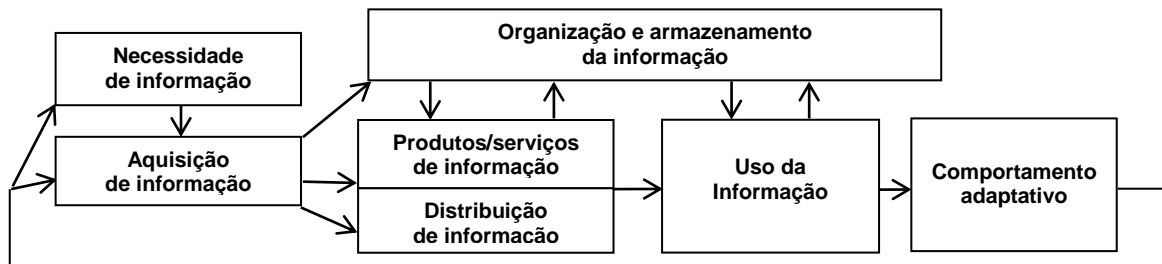 Organização e armazenamento
da informação
Necessidade
de informação
Aquisição
de informação
Produtos/serviços
de informação
Distribuição
de informacão
Uso da
Informação
Comportamento
adaptativo